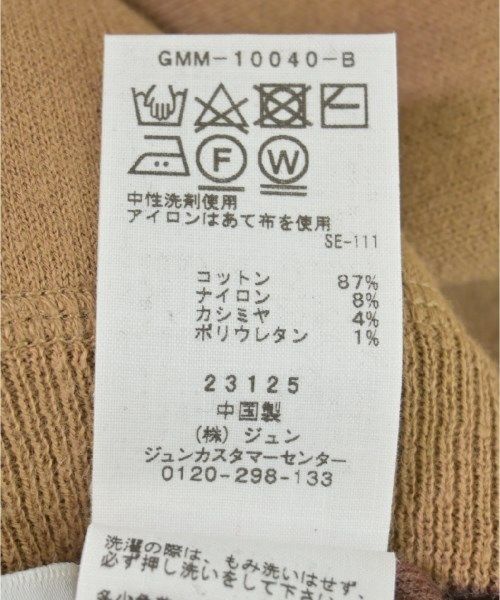 GMM-10040-B
F W
中性洗剤使用
アイロンはあて布を使用
SE-111
コットン 87%
ナイロン 8%
カシミヤ 4%
ポリウレタン 1%
23125
中国製
(株) ジュン
ジュンカスタマーセンター
0120-298-133
洗濯の際は、もみ洗いはせず、
必ず押し洗いをして下さい。